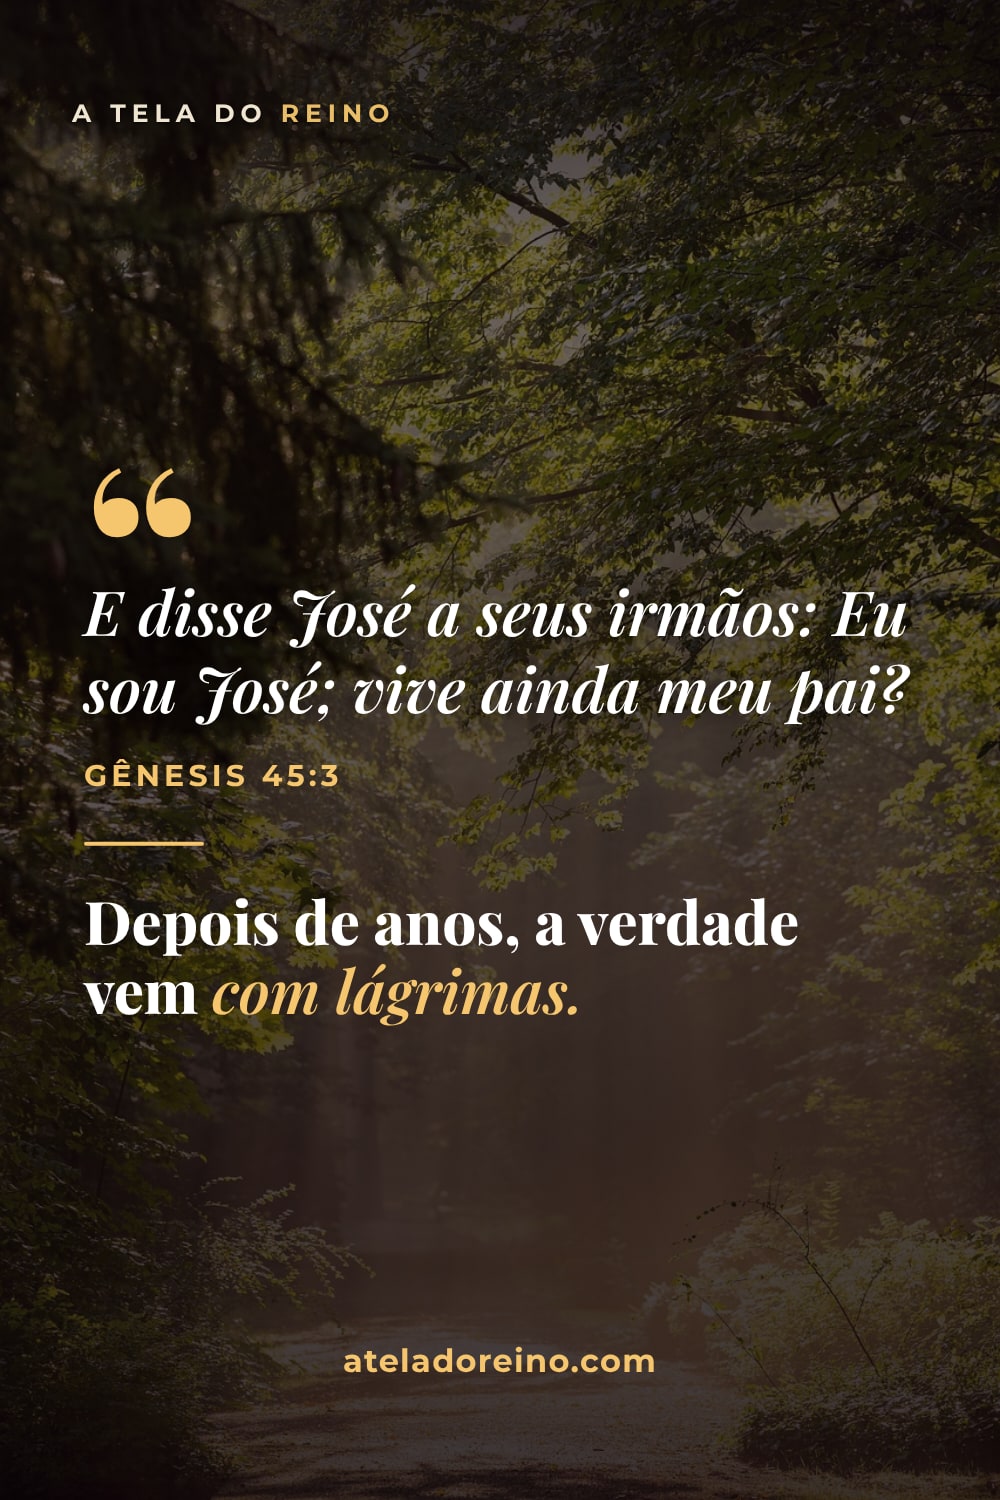 A TELA DO REINO
“
E disse José a seus irmãos: Eu
sou José; vive ainda meu pai?
GÊNESIS 45:3
Depois de anos, a verdade
vem com lágrimas.
ateladoreino.com